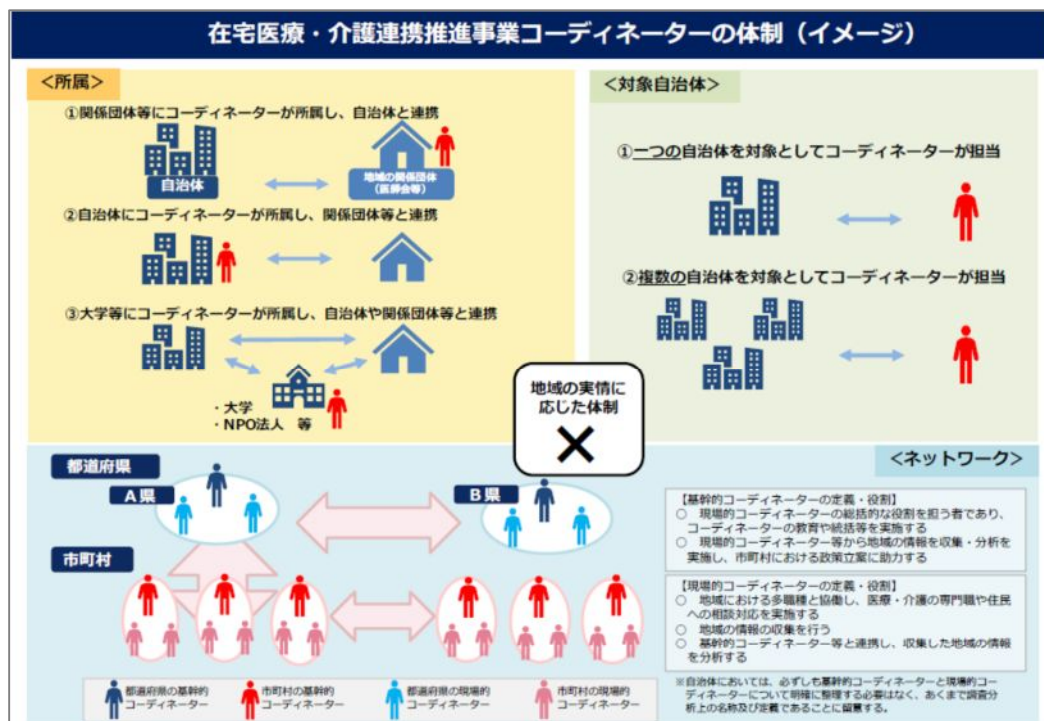 在宅医療・介護連携推進事業コーディネーターの体制（イメージ）
＜所属＞
①関係団体等にコーディネーターが所属し、自治体と連携
自治体
地域の関係団体
（医師会等）
②自治体にコーディネーターが所属し、関係団体等と連携
③大学等にコーディネーターが所属し、自治体や関係団体等と連携
・大学
・NPO法人 等
＜対象自治体＞
①一つの自治体を対象としてコーディネーターが担当
②複数の自治体を対象としてコーディネーターが担当
地域の実情に
応じた体制
×
＜ネットワーク＞
都道府県
A県
B県
市町村
【基幹的コーディネーターの定義・役割】
○ 現場的コーディネーターの総括的な役割を担う者であり、
コーディネーターの教育や統括等を実施する
○ 現場的コーディネーター等から地域の情報を収集・分析を
実施し、市町村における政策立案に助力する
【現場的コーディネーターの定義・役割】
○ 地域における多職種と協働し、医療・介護の専門職や住民
への相談対応を実施する
○ 地域の情報の収集を行う
○ 基幹的コーディネーター等と連携し、収集した地域の情報
を分析する
※自治体においては、必ずしも基幹的コーディネーターと現場的コー
ディネーターについて明確に整理する必要はなく、あくまで調査分
析上の名称及び定義であることに留意する。
都道府県の基幹的
コーディネーター
市町村の基幹的
コーディネーター
都道府県の現場的
コーディネーター
市町村の現場的
コーディネーター